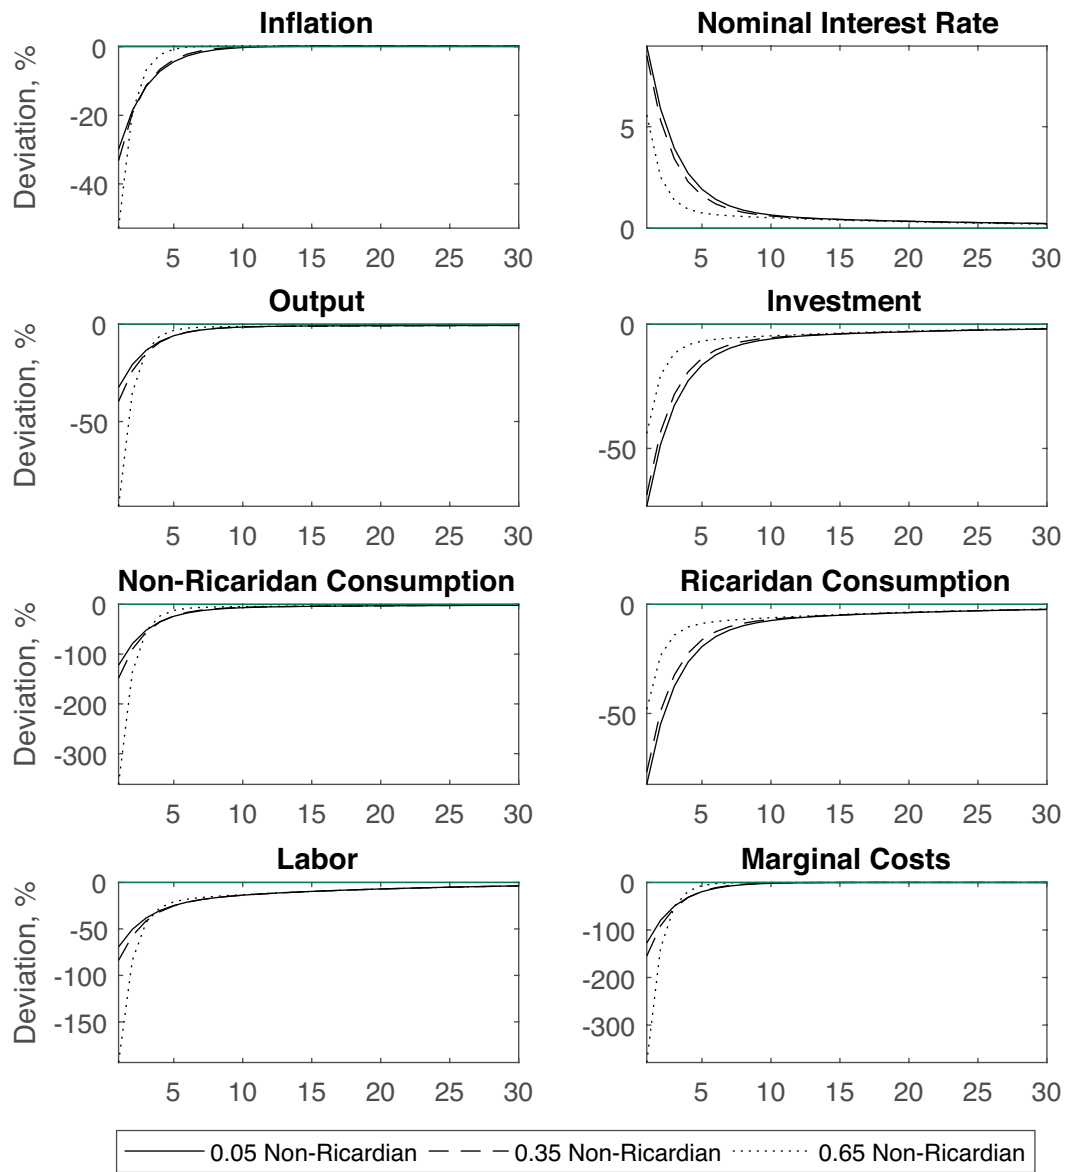 Inflation
Nominal Interest Rate
Deviation, %
0
-20
-40
5 10 15 20 25 30
5
0
5 10 15 20 25 30
Output
Investment
Deviation, %
0
-50
5 10 15 20 25 30
0
-50
5 10 15 20 25 30
Non-Ricaridan Consumption
Ricaridan Consumption
Deviation, %
0
-100
-200
-300
5 10 15 20 25 30
0
-50
5 10 15 20 25 30
Labor
Marginal Costs
Deviation, %
0
-50
-100
-150
5 10 15 20 25 30
0
-100
-200
-300
5 10 15 20 25 30
0.05 Non-Ricardian 0.35 Non-Ricardian 0.65 Non-Ricardian